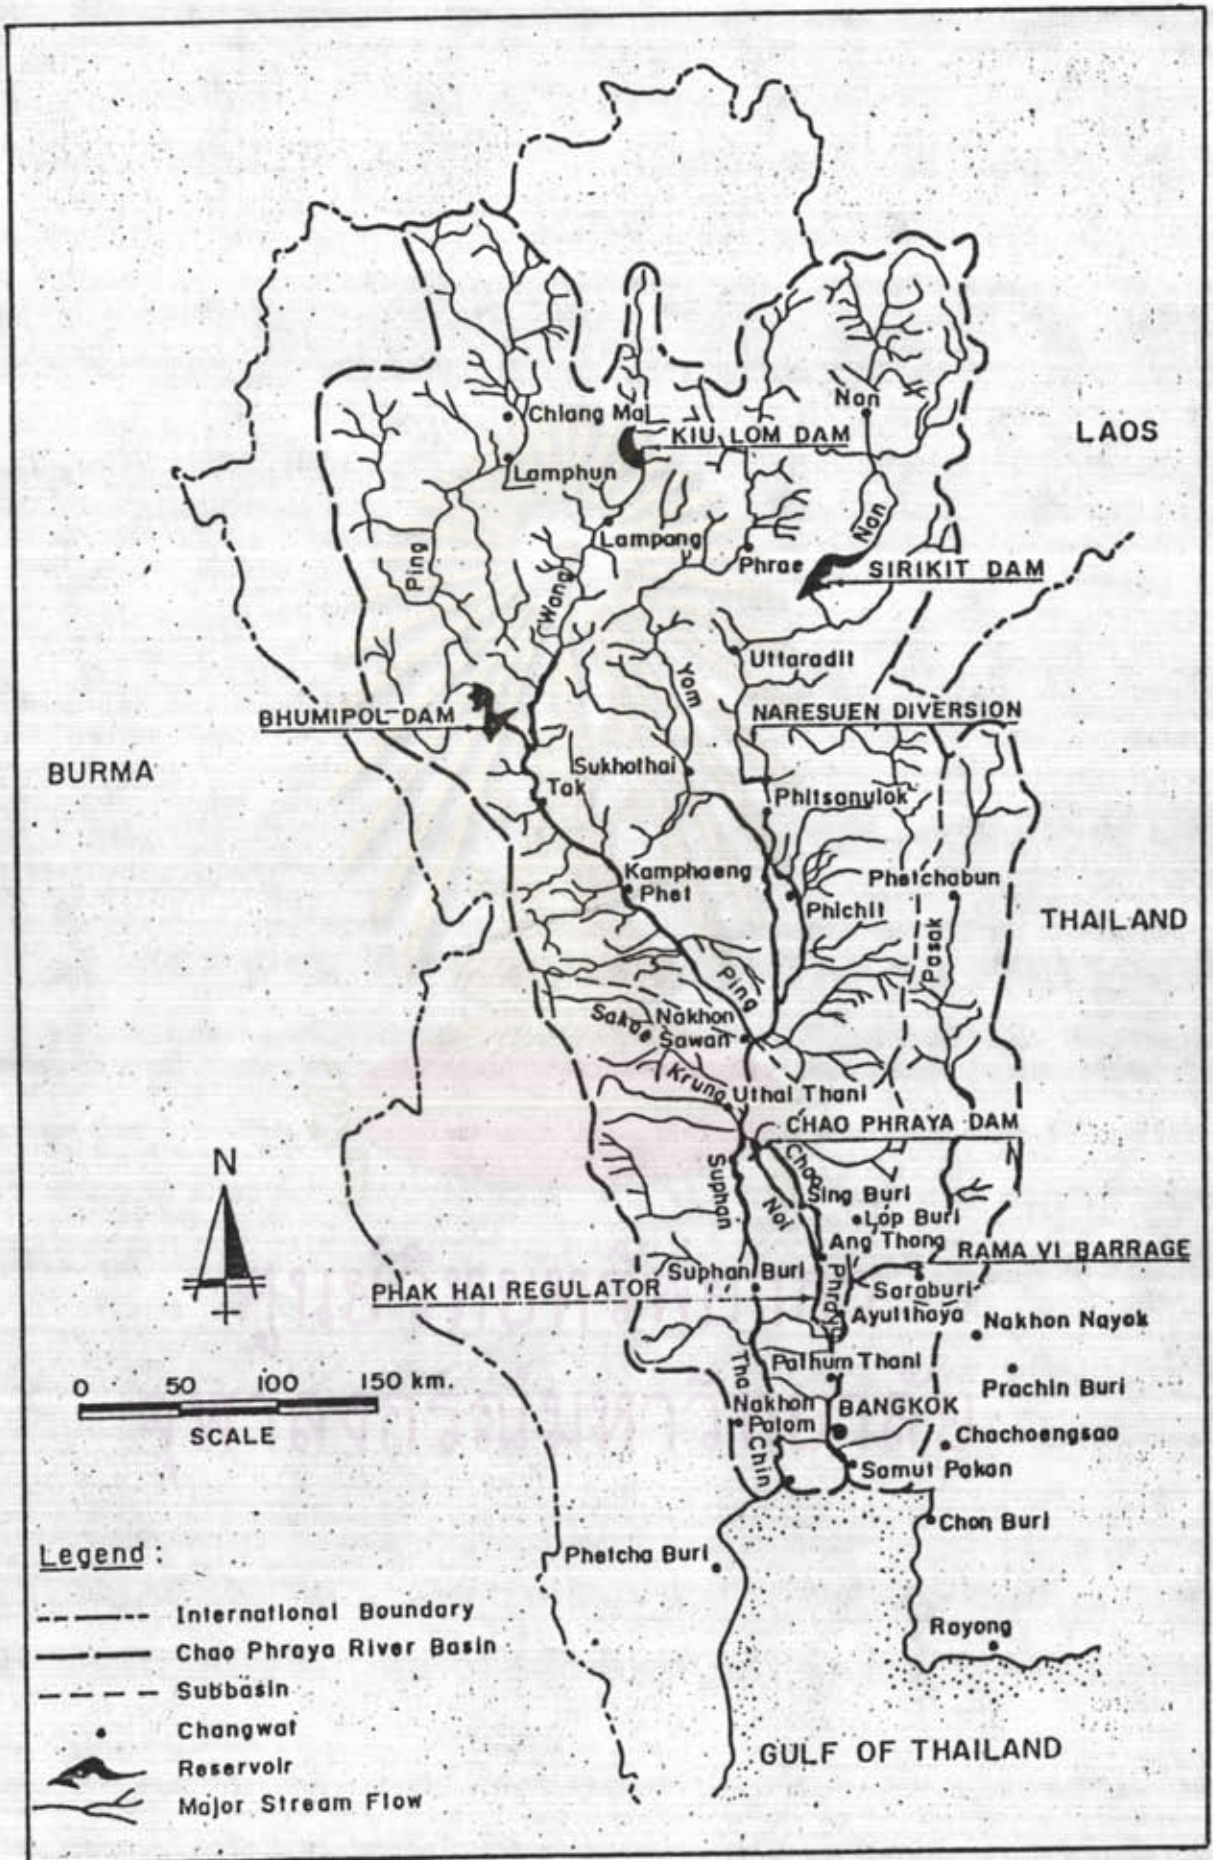 Chiang Mai
Nan
KIU LOM DAM
LAOS
Lamphun
Lampang
Nan
Ping
Phrae
SIRIKIT DAM
Wang
Uttaradit
Yom
BHUMIPOL DAM
NARESUEN DIVERSION
BURMA
Sukhothai
Tak
Phitsanulok
Kamphaeng
Phet
Phetchabun
Phichit
THAILAND
Pasak
Ping
Sakae
Nakhon
Sawan
Krung
Uthai Thani
CHAO PHRAYA DAM
N
Suphan
Noi
Chao
Sing Buri
Lop Buri
Ang Thong
RAMA VI BARRAGE
Suphan Buri
PHAK HAI REGULATOR
Phraya
Saraburi
Ayutthaya
Nakhon Nayok
Pathum Thani
Tha
Chin
Prachin Buri
0 50 100 150 km.
SCALE
Nakhon
Patom
BANGKOK
Chachoengsao
Samut Pakan
Chon Buri
Phetcha Buri
Rayong
GULF OF THAILAND
Legend :
International Boundary
Chao Phraya River Basin
Subbasin
Changwat
Reservoir
Major Stream Flow